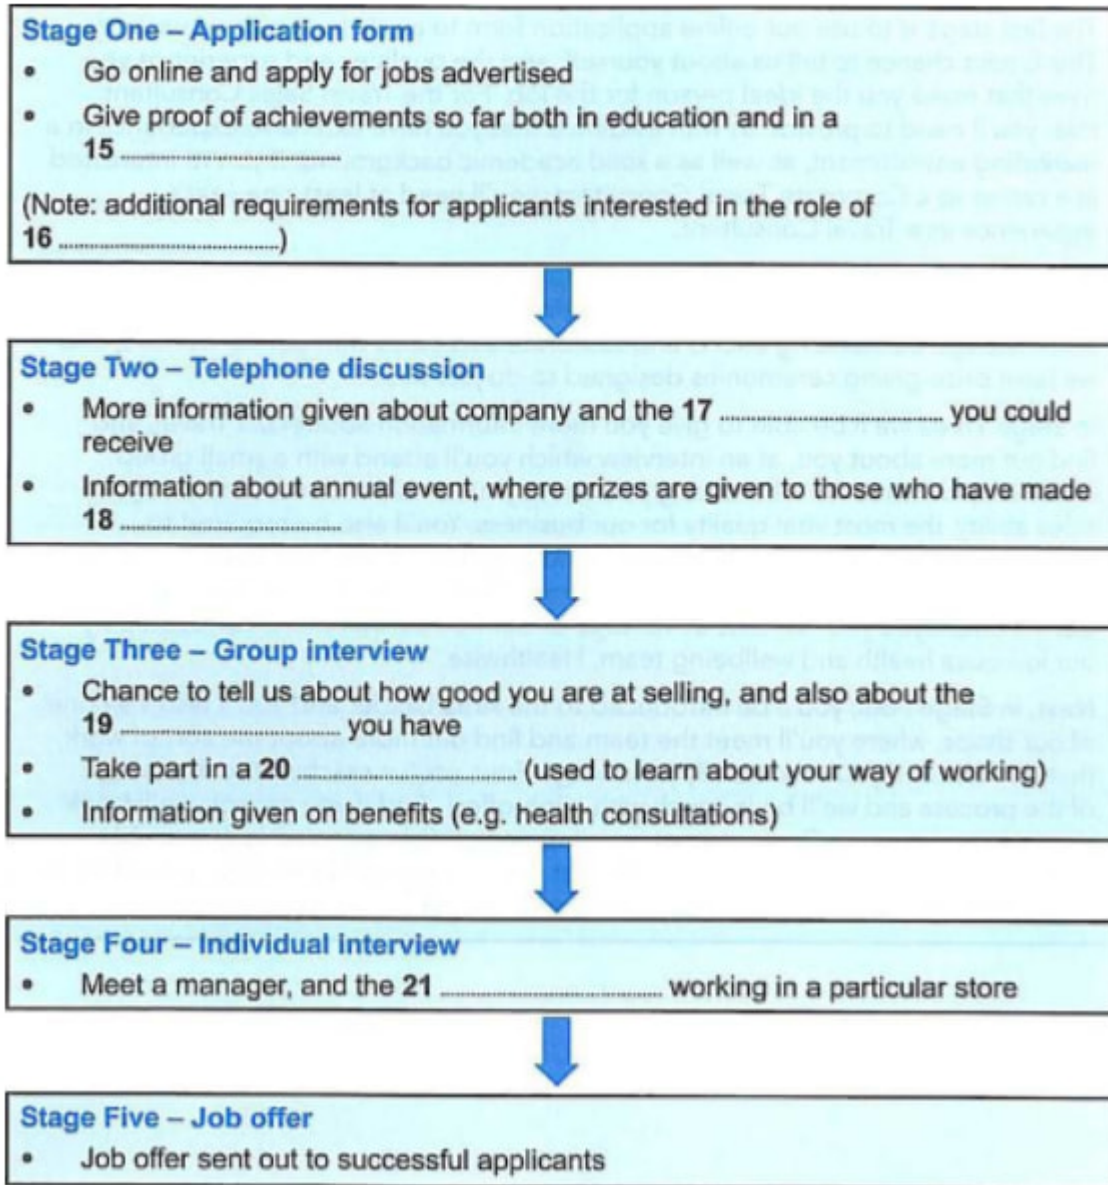 Stage One – Application form
• Go online and apply for jobs advertised
• Give proof of achievements so far both in education and in a
15 ..............................
(Note: additional requirements for applicants interested in the role of
16 ..............................)
Stage Two – Telephone discussion
• More information given about company and the 17 .............................. you could
receive
• Information about annual event, where prizes are given to those who have made
18 ..............................
Stage Three – Group interview
• Chance to tell us about how good you are at selling, and also about the
19 .............................. you have
• Take part in a 20 .............................. (used to learn about your way of working)
• Information given on benefits (e.g. health consultations)
Stage Four – Individual interview
• Meet a manager, and the 21 .............................. working in a particular store
Stage Five – Job offer
• Job offer sent out to successful applicants